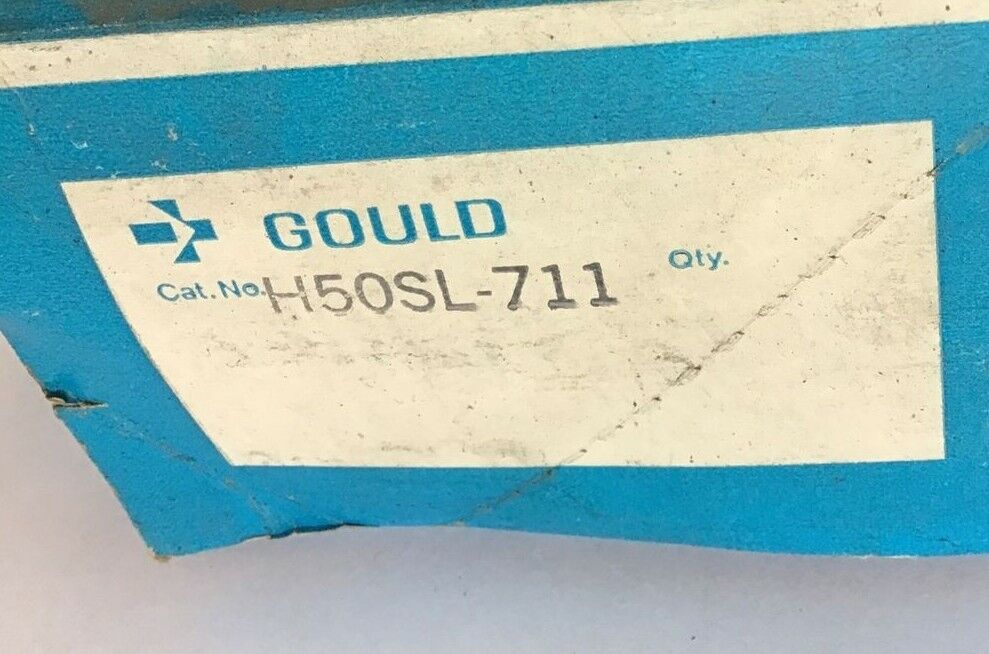 GOULD
Cat. No. H50SL-711 Qty.